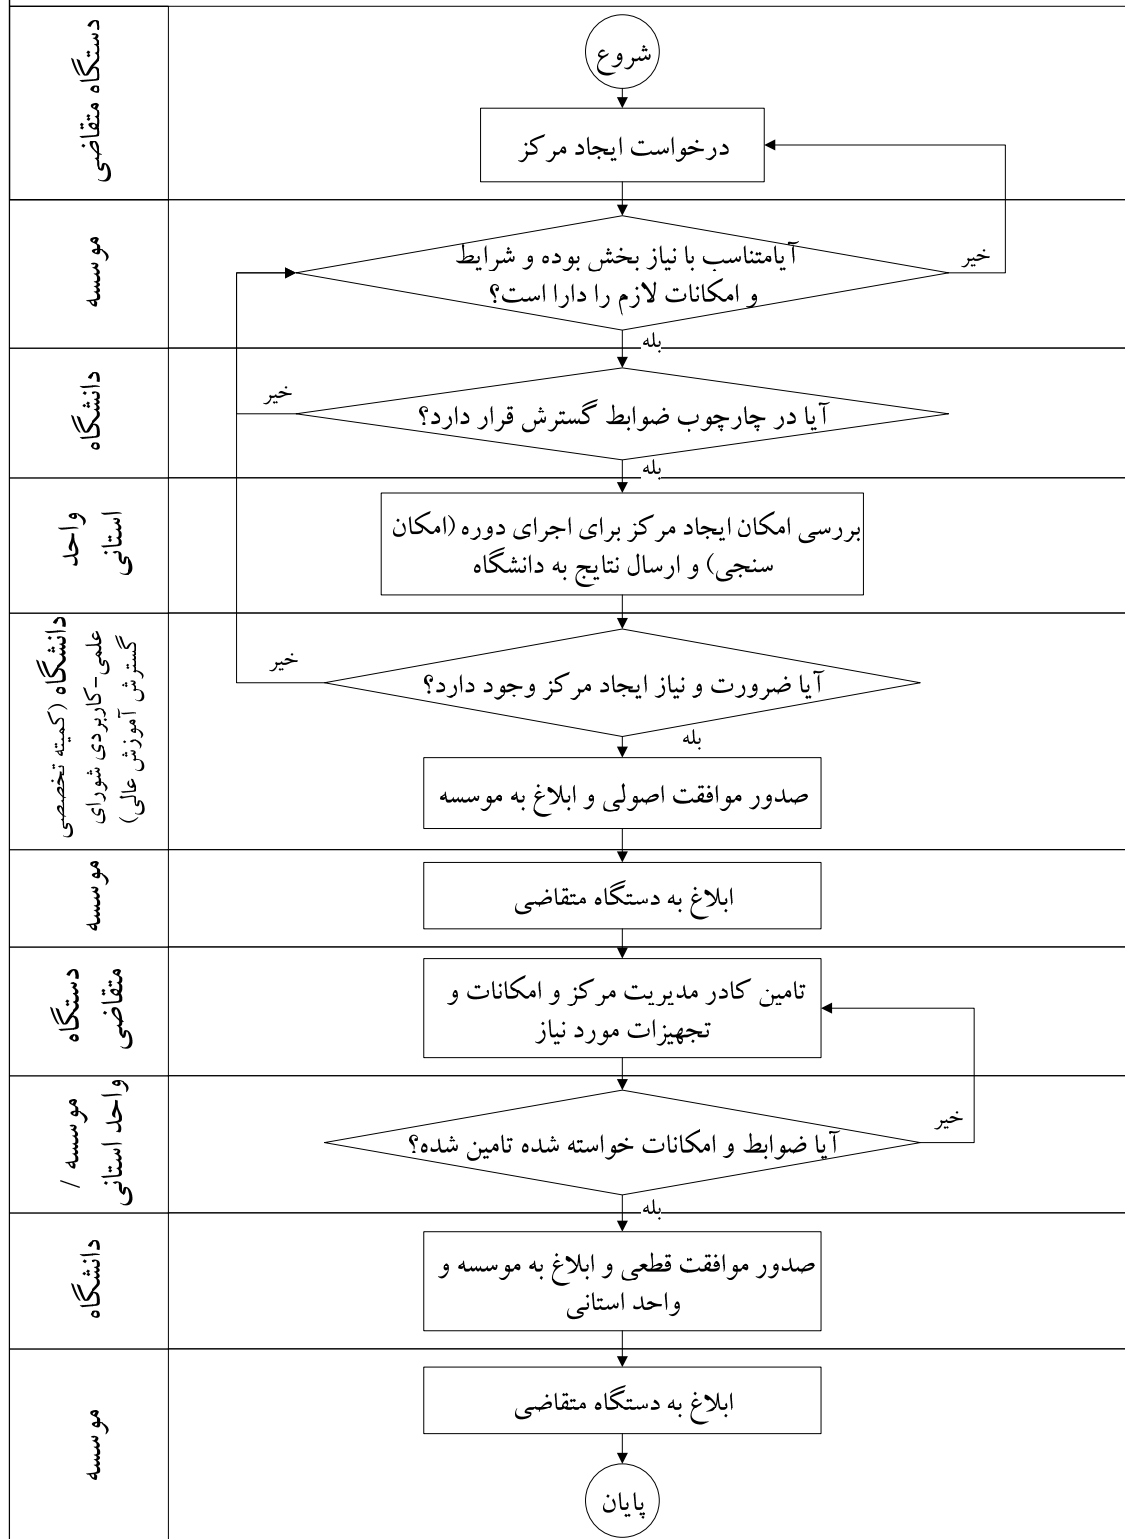 دستگاه متقاضی
شروع
درخواست ایجاد مرکز
موسسه
آیامتناسب با نیاز بخش بوده و شرایط
و امکانات لازم را دارا است؟
خیر
بله
دانشگاه
آیا در چارچوب ضوابط گسترش قرار دارد؟
خیر
بله
واحد
استانی
بررسی امکان ایجاد مرکز برای اجرای دوره (امکان
سنجی) و ارسال نتایج به دانشگاه
دانشگاه (کمیته تخصصی
علمی-کاربردی شورای
گسترش آموزش عالی)
آیا ضرورت و نیاز ایجاد مرکز وجود دارد؟
خیر
بله
صدور موافقت اصولی و ابلاغ به موسسه
موسسه
ابلاغ به دستگاه متقاضی
دستگاه
متقاضی
تامین کادر مدیریت مرکز و امکانات و
تجهیزات مورد نیاز
موسسه /
واحد استانی
آیا ضوابط و امکانات خواسته شده تامین شده؟
خیر
بله
دانشگاه
صدور موافقت قطعی و ابلاغ به موسسه و
واحد استانی
موسسه
ابلاغ به دستگاه متقاضی
پایان